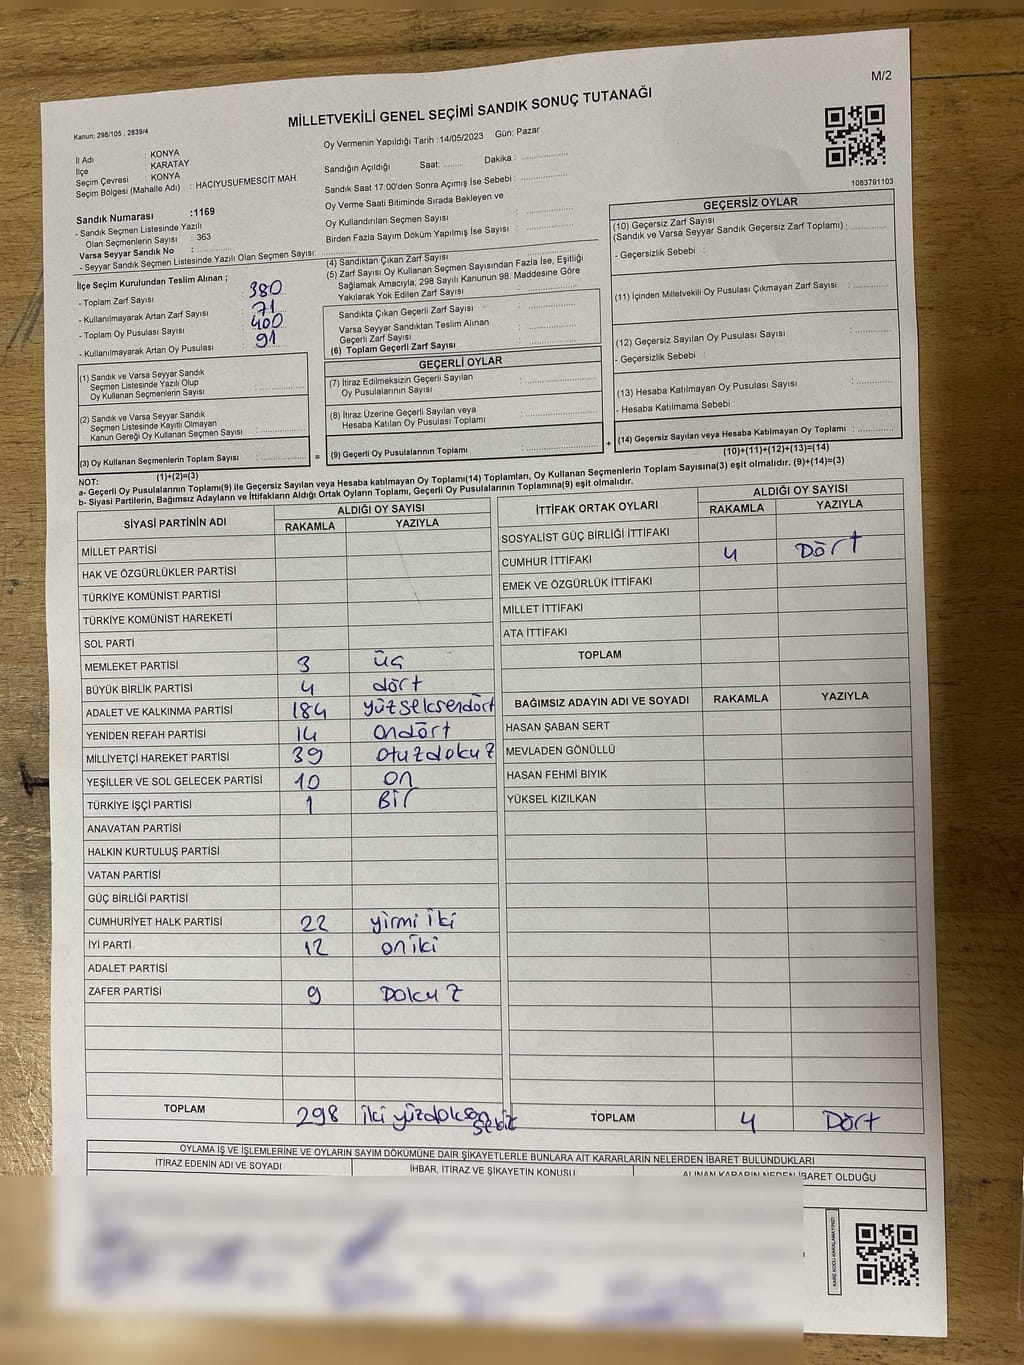 M/2
MİLLETVEKİLİ GENEL SEÇİMİ SANDIK SONUÇ TUTANAĞI
Kanun; 298/105 . 2839/4
İl Adı : KONYA
İlçe : KARATAY
Seçim Çevresi : KONYA
Seçim Bölgesi (Mahalle Adı) : HACIYUSUFMESCİT MAH.
Sandık Numarası :1169
- Sandık Seçmen Listesinde Yazılı
Olan Seçmenlerin Sayısı : 363
Varsa Seyyar Sandık No :
- Seyyar Sandık Seçmen Listesinde Yazılı Olan Seçmen Sayısı:
Oy Vermenin Yapıldığı Tarih : 14/05/2023 Gün: Pazar
Sandığın Açıldığı Saat: Dakika :
Sandık Saat 17:00'den Sonra Açımış İse Sebebi :
Oy Verme Saati Bitiminde Sırada Bekleyen ve
Oy Kullandırılan Seçmen Sayısı :
Birden Fazla Sayım Döküm Yapılmış İse Sayısı :
1083791103
İlçe Seçim Kurulundan Teslim Alınan ;
- Toplam Zarf Sayısı : 380
- Kullanılmayarak Artan Zarf Sayısı : 71
- Toplam Oy Pusulası Sayısı : 400
- Kullanılmayarak Artan Oy Pusulası : 91
(4) Sandıktan Çıkan Zarf Sayısı :
(5) Zarf Sayısı Oy Kullanan Seçmen Sayısından Fazla İse, Eşitliği
Sağlamak Amacıyla; 298 Sayılı Kanunun 98. Maddesine Göre
Yakılarak Yok Edilen Zarf Sayısı :
Sandıkta Çıkan Geçerli Zarf Sayısı :
Varsa Seyyar Sandıktan Teslim Alınan
Geçerli Zarf Sayısı :
(6) Toplam Geçerli Zarf Sayısı :
GEÇERSİZ OYLAR
(10) Geçersiz Zarf Sayısı
(Sandık ve Varsa Seyyar Sandık Geçersiz Zarf Toplamı) :
- Geçersizlik Sebebi :
(11) İçinden Milletvekili Oy Pusulası Çıkmayan Zarf Sayısı :
(12) Geçersiz Sayılan Oy Pusulası Sayısı :
- Geçersizlik Sebebi :
(13) Hesaba Katılmayan Oy Pusulası Sayısı :
- Hesaba Katılmama Sebebi :
(14) Geçersiz Sayılan veya Hesaba Katılmayan Oy Toplamı :
(10)+(11)+(12)+(13)=(14)
(1) Sandık ve Varsa Seyyar Sandık
Seçmen Listesinde Yazılı Olup
Oy Kullanan Seçmenlerin Sayısı :
(2) Sandık ve Varsa Seyyar Sandık
Seçmen Listesinde Kayıtlı Olmayan
Kanun Gereği Oy Kullanan Seçmen Sayısı :
(3) Oy Kullanan Seçmenlerin Toplam Sayısı :
(1)+(2)=(3)
=
GEÇERLİ OYLAR
(7) İtiraz Edilmeksizin Geçerli Sayılan
Oy Pusulalarının Sayısı :
(8) İtiraz Üzerine Geçerli Sayılan veya
Hesaba Katılan Oy Pusulası Toplamı :
(9) Geçerli Oy Pusulalarının Toplamı :
+
NOT:
a- Geçerli Oy Pusulalarının Toplamı(9) ile Geçersiz Sayılan veya Hesaba katılmayan Oy Toplamı(14) Toplamları, Oy Kullanan Seçmenlerin Toplam Sayısına(3) eşit olmalıdır. (9)+(14)=(3)
b- Siyasi Partilerin, Bağımsız Adayların ve İttifakların Aldığı Ortak Oyların Toplamı, Geçerli Oy Pusulalarının Toplamına(9) eşit olmalıdır.
SİYASİ PARTİNİN ADI ALDIĞI OY SAYISI
RAKAMLA YAZIYLA
MİLLET PARTİSİ
HAK VE ÖZGÜRLÜKLER PARTİSİ
TÜRKİYE KOMÜNİST PARTİSİ
TÜRKİYE KOMÜNİST HAREKETİ
SOL PARTİ
MEMLEKET PARTİSİ 3 üç
BÜYÜK BİRLİK PARTİSİ 4 dört
ADALET VE KALKINMA PARTİSİ 184 yüzseksendört
YENİDEN REFAH PARTİSİ 14 ondört
MİLLİYETÇİ HAREKET PARTİSİ 39 otuzdokuz
YEŞİLLER VE SOL GELECEK PARTİSİ 10 on
TÜRKİYE İŞÇİ PARTİSİ 1 Bir
ANAVATAN PARTİSİ
HALKIN KURTULUŞ PARTİSİ
VATAN PARTİSİ
GÜÇ BİRLİĞİ PARTİSİ
CUMHURİYET HALK PARTİSİ 22 yirmi iki
İYİ PARTİ 12 oniki
ADALET PARTİSİ
ZAFER PARTİSİ 9 Dokuz
TOPLAM 298 iki yüzdoksan sekiz
İTTİFAK ORTAK OYLARI ALDIĞI OY SAYISI
RAKAMLA YAZIYLA
SOSYALİST GÜÇ BİRLİĞİ İTTİFAKI
CUMHUR İTTİFAKI 4 Dört
EMEK VE ÖZGÜRLÜK İTTİFAKI
MİLLET İTTİFAKI
ATA İTTİFAKI
TOPLAM
BAĞIMSIZ ADAYIN ADI VE SOYADI RAKAMLA YAZIYLA
HASAN ŞABAN SERT
MEVLADEN GÖNÜLLÜ
HASAN FEHMİ BIYIK
YÜKSEL KIZILKAN
TOPLAM 4 Dört
OYLAMA İŞ VE İŞLEMLERİNE VE OYLARIN SAYIM DÖKÜMÜNE DAİR ŞİKAYETLERLE BUNLARA AİT KARARLARIN NELERDEN İBARET BULUNDUKLARI
İTİRAZ EDENİN ADI VE SOYADI İHBAR, İTİRAZ VE ŞİKAYETİN KONUSU ALINAN KARARIN NEDEN İBARET OLDUĞU
KARE KODU KARALAMAYINIZ!